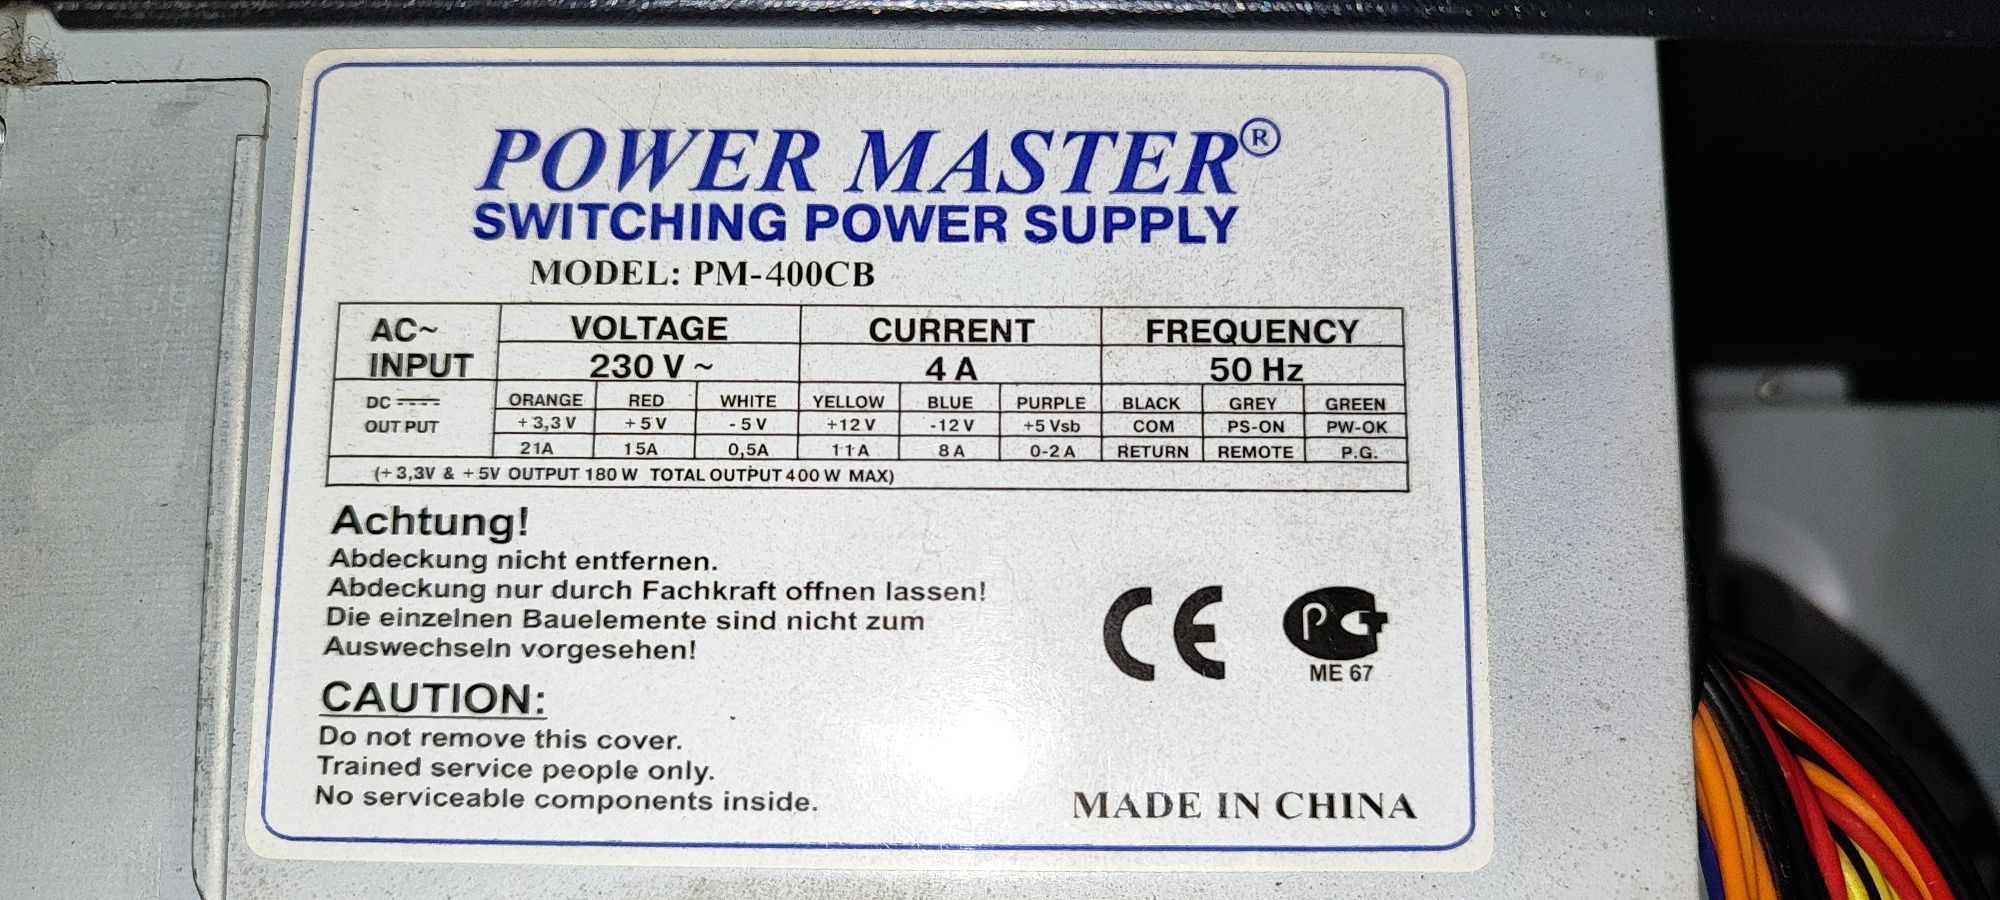 POWER MASTER®
SWITCHING POWER SUPPLY
MODEL: PM-400CB
AC~ INPUT VOLTAGE CURRENT FREQUENCY
230 V ~ 4 A 50 Hz
DC OUTPUT ORANGE RED WHITE YELLOW BLUE PURPLE BLACK GREY GREEN
+3,3V +5V -5V +12V -12V +5Vsb COM PS-ON PW-OK
21A 15A 0,5A 11A 8A 0-2A RETURN REMOTE P.G.
(+3,3V & +5V OUTPUT 180 W TOTAL OUTPUT 400 W MAX)
Achtung!
Abdeckung nicht entfernen.
Abdeckung nur durch Fachkraft offnen lassen!
Die einzelnen Bauelemente sind nicht zum
Auswechseln vorgesehen!
CE PG
ME 67
CAUTION:
Do not remove this cover.
Trained service people only.
No serviceable components inside.
MADE IN CHINA